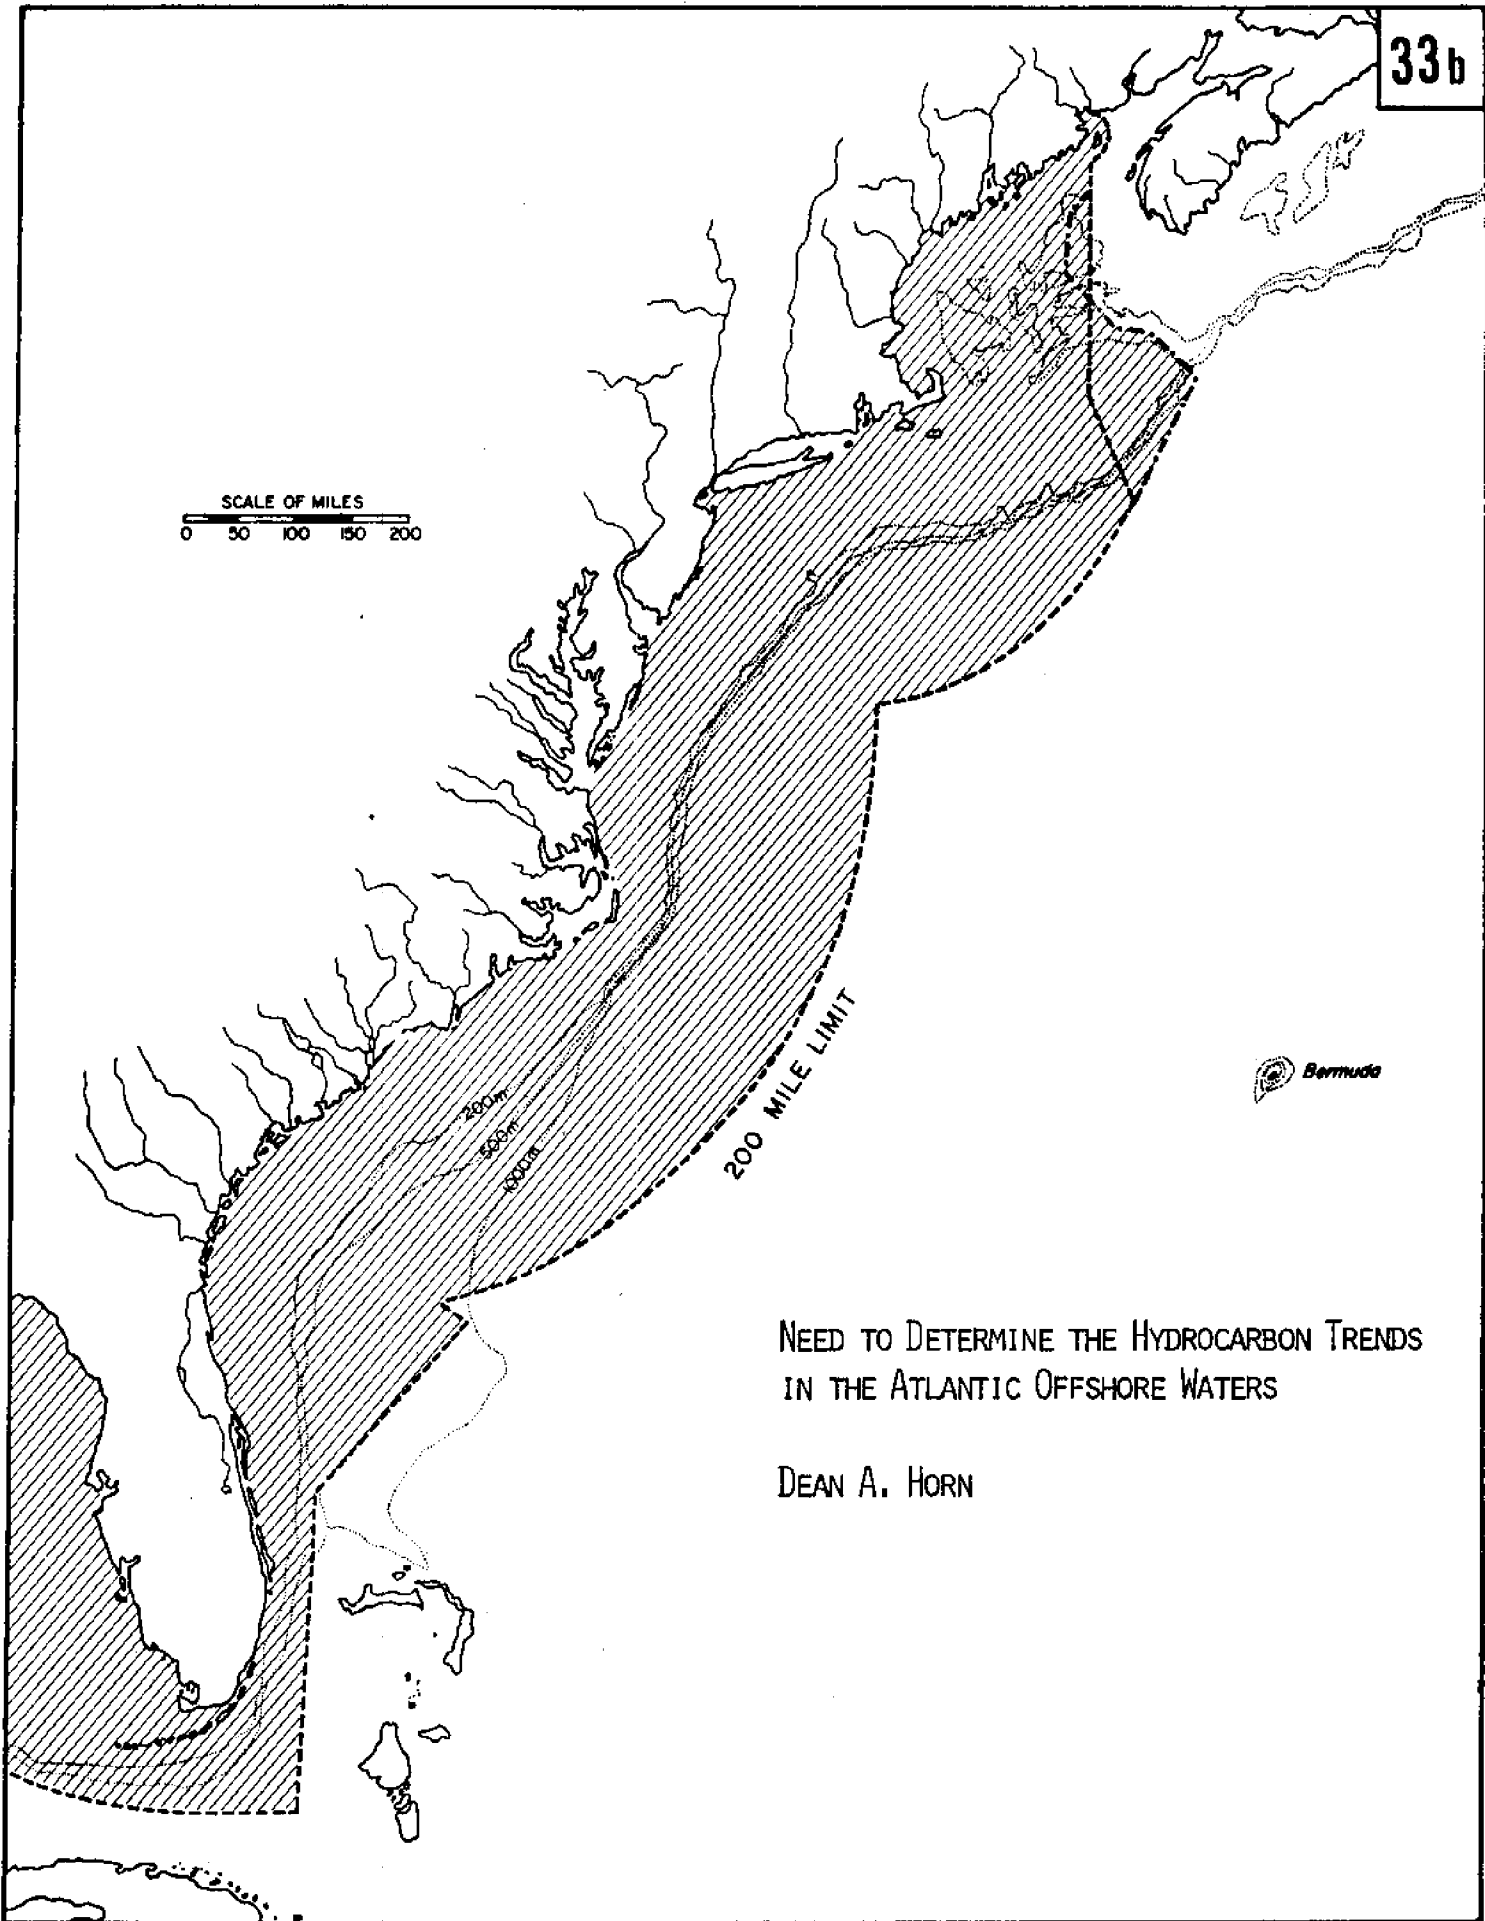 33b
SCALE OF MILES
0 50 100 150 200
200 MILE LIMIT
Bermuda
200m
500m
1000m
NEED TO DETERMINE THE HYDROCARBON TRENDS
IN THE ATLANTIC OFFSHORE WATERS
DEAN A. HORN